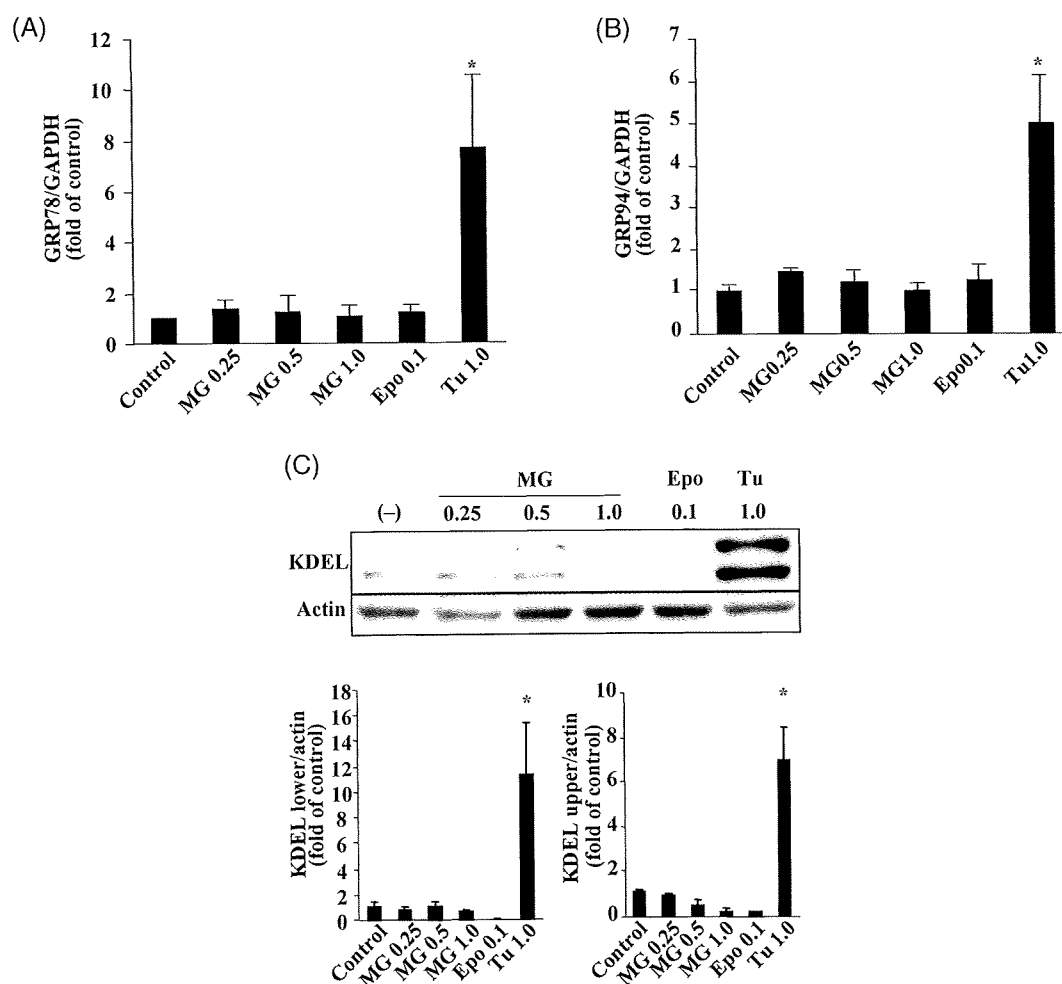 (A)
GRP78/GAPDH
(fold of control)
12
10
8
6
4
2
0
*
Control
MG 0.25
MG 0.5
MG 1.0
Epo 0.1
Tu 1.0
(B)
GRP94/GAPDH
(fold of control)
7
6
5
4
3
2
1
0
*
Control
MG0.25
MG0.5
MG1.0
Epo0.1
Tu1.0
(C)
MG Epo Tu
(–) 0.25 0.5 1.0 0.1 1.0
KDEL
Actin
KDEL lower/actin
(fold of control)
18
16
14
12
10
8
6
4
2
0
*
Control
MG 0.25
MG 0.5
MG 1.0
Epo 0.1
Tu 1.0
KDEL upper/actin
(fold of control)
10
8
6
4
2
0
*
Control
MG 0.25
MG 0.5
MG 1.0
Epo 0.1
Tu 1.0